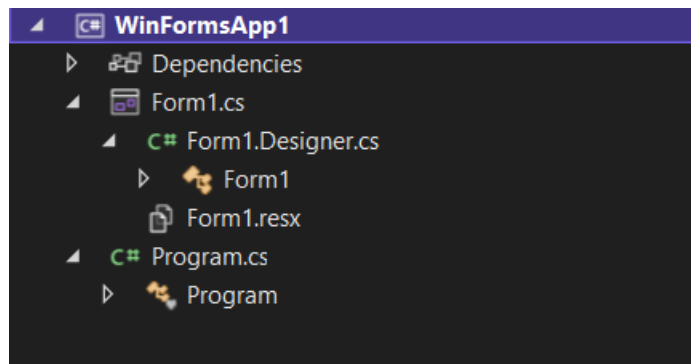 C# WinFormsApp1
Dependencies
Form1.cs
C# Form1.Designer.cs
Form1
Form1.resx
C# Program.cs
Program